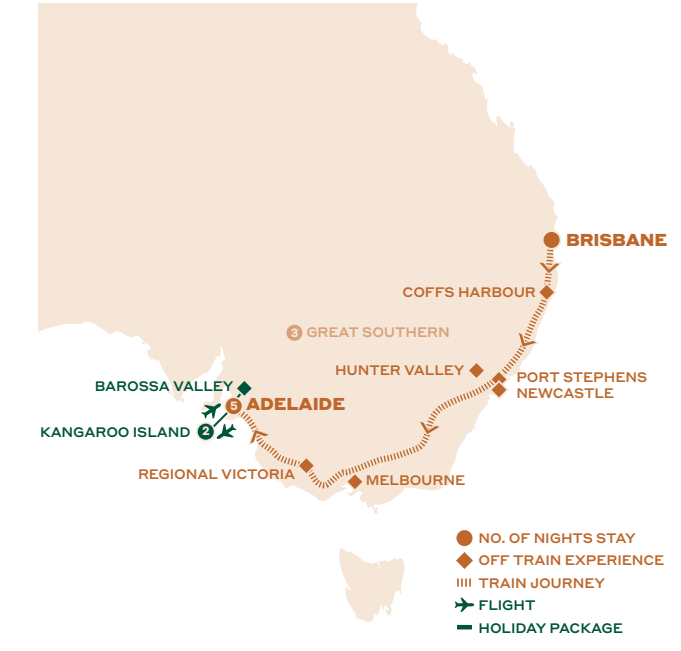 BRISBANE
COFFS HARBOUR
3 GREAT SOUTHERN
HUNTER VALLEY
PORT STEPHENS
NEWCASTLE
BAROSSA VALLEY
5 ADELAIDE
KANGAROO ISLAND 2
REGIONAL VICTORIA
MELBOURNE
NO. OF NIGHTS STAY
OFF TRAIN EXPERIENCE
TRAIN JOURNEY
FLIGHT
HOLIDAY PACKAGE